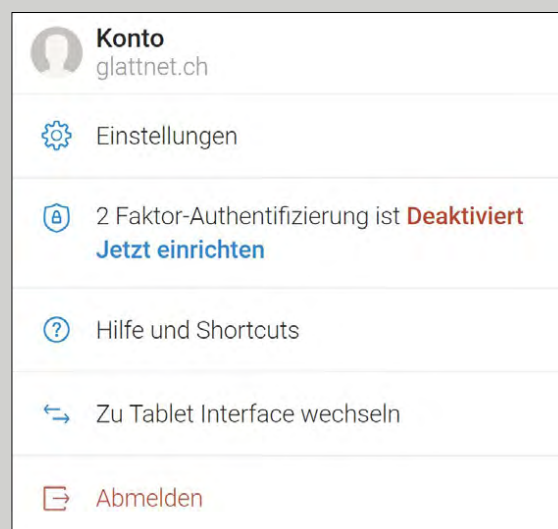 Konto
glattnet.ch
Einstellungen
2 Faktor-Authentifizierung ist Deaktiviert
Jetzt einrichten
Hilfe und Shortcuts
Zu Tablet Interface wechseln
Abmelden